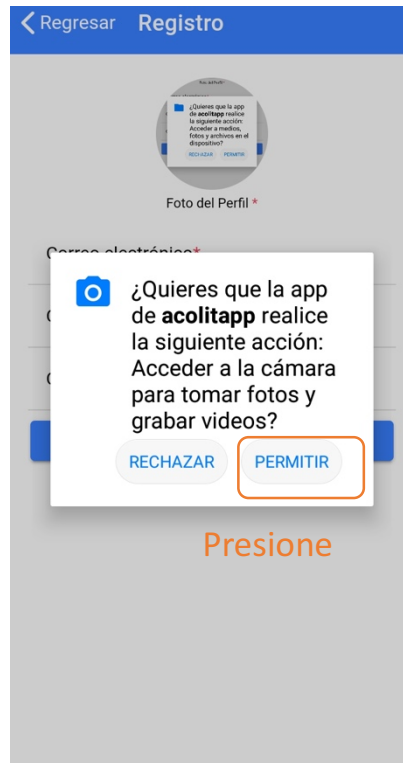 Regresar Registro
¿Quieres que la app
de acolitapp realice
la siguiente acción:
Acceder a medios,
fotos y archivos en el
dispositivo?
RECHAZAR PERMITIR
Foto del Perfil *
Correo electrónico*
¿Quieres que la app
de acolitapp realice
la siguiente acción:
Acceder a la cámara
para tomar fotos y
grabar videos?
RECHAZAR PERMITIR
Presione